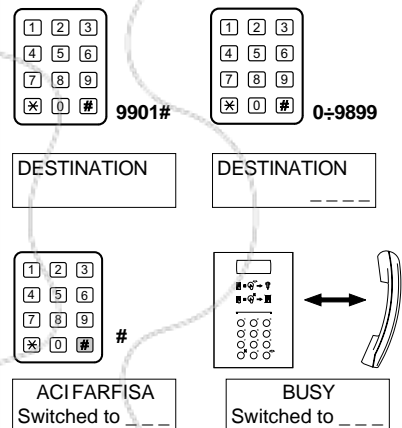 1 2 3
4 5 6
7 8 9
* 0 #
9901#
1 2 3
4 5 6
7 8 9
* 0 #
0÷9899
DESTINATION
DESTINATION
_ _ _ _
1 2 3
4 5 6
7 8 9
* 0 #
#
ACI FARFISA
Switched to _ _ _
BUSY
Switched to _ _ _